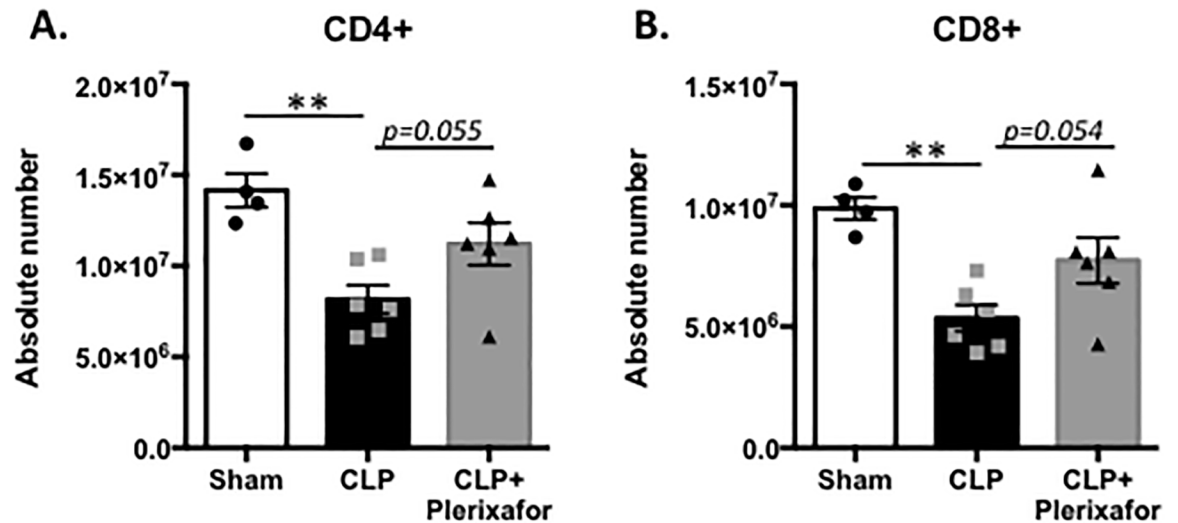 A.
CD4+
2.0×10⁷
1.5×10⁷
1.0×10⁷
5.0×10⁶
0.0
Absolute number
**
p=0.055
Sham
CLP
CLP+
Plerixafor
B.
CD8+
1.5×10⁷
1.0×10⁷
5.0×10⁶
0.0
Absolute number
**
p=0.054
Sham
CLP
CLP+
Plerixafor